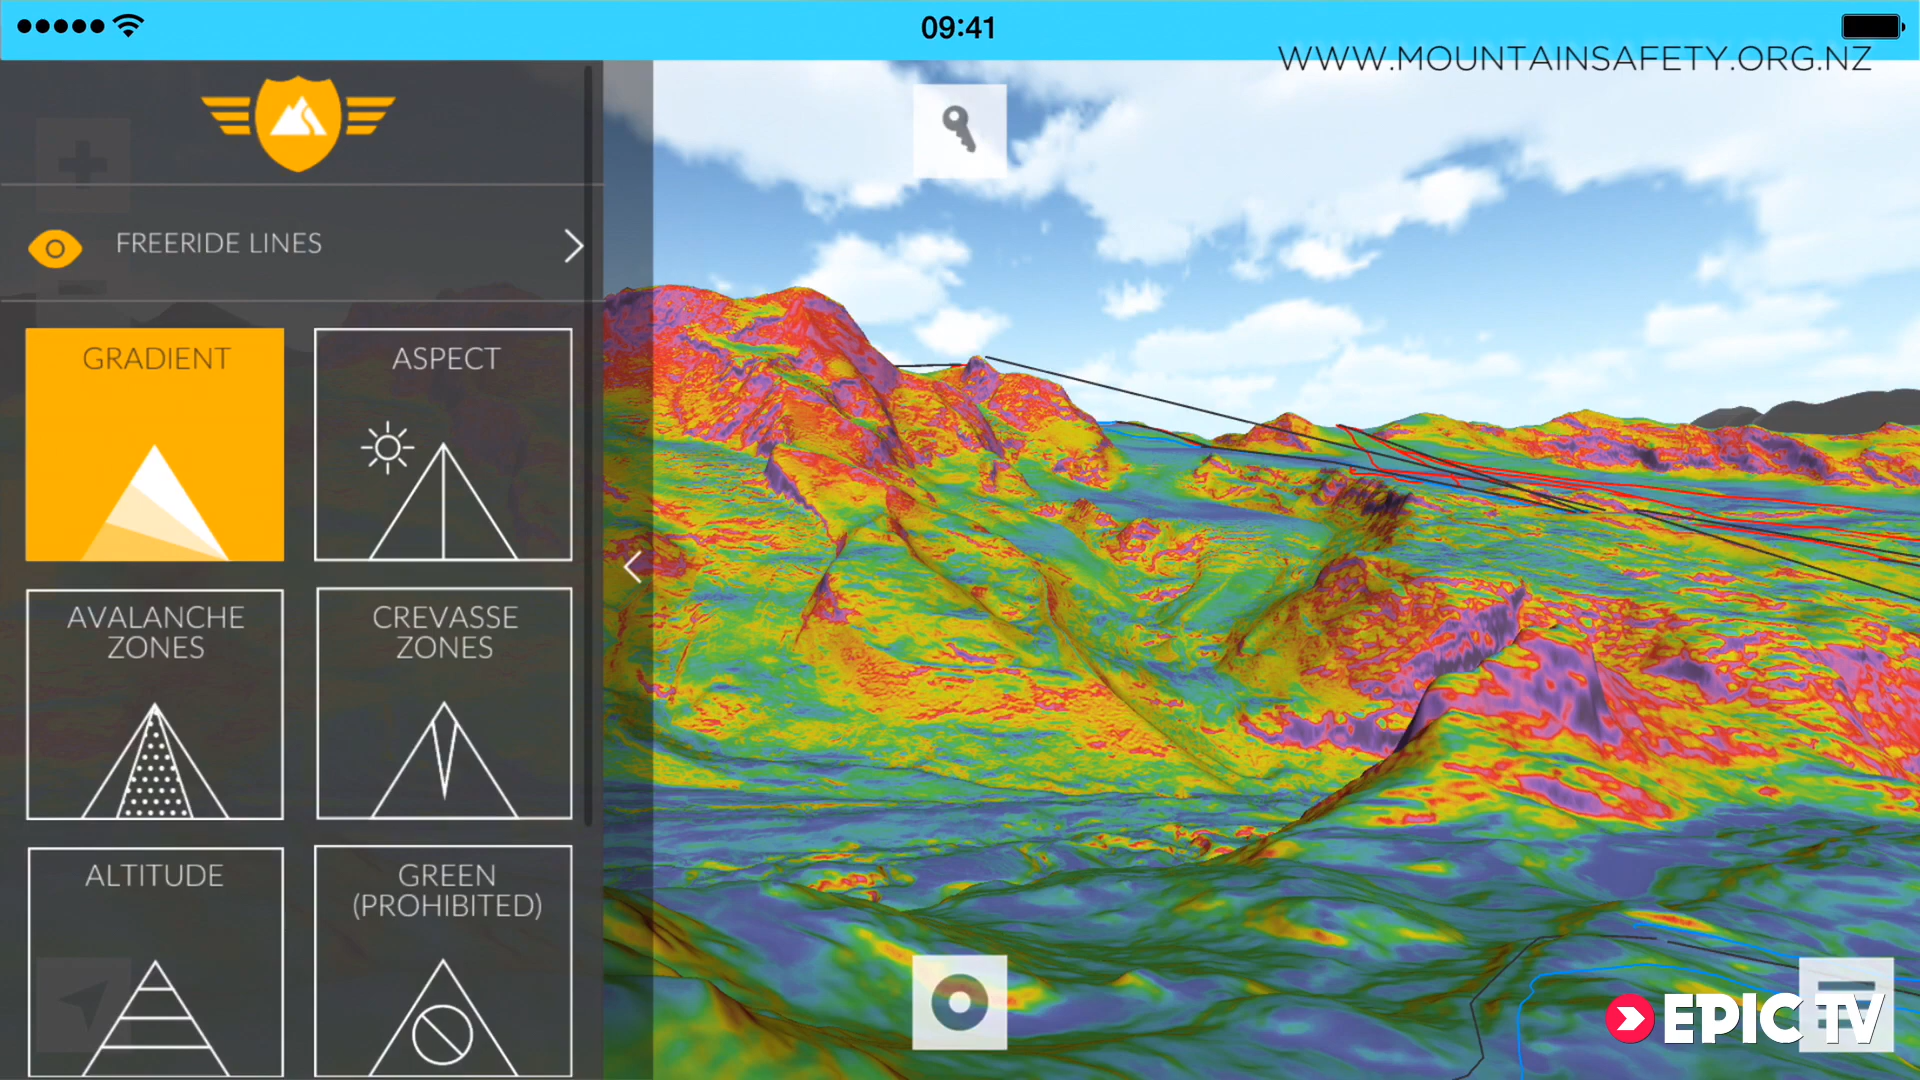 09:41
WWW.MOUNTAINSAFETY.ORG.NZ
FREERIDE LINES
GRADIENT
ASPECT
AVALANCHE
ZONES
CREVASSE
ZONES
ALTITUDE
GREEN
(PROHIBITED)
EPIC TV